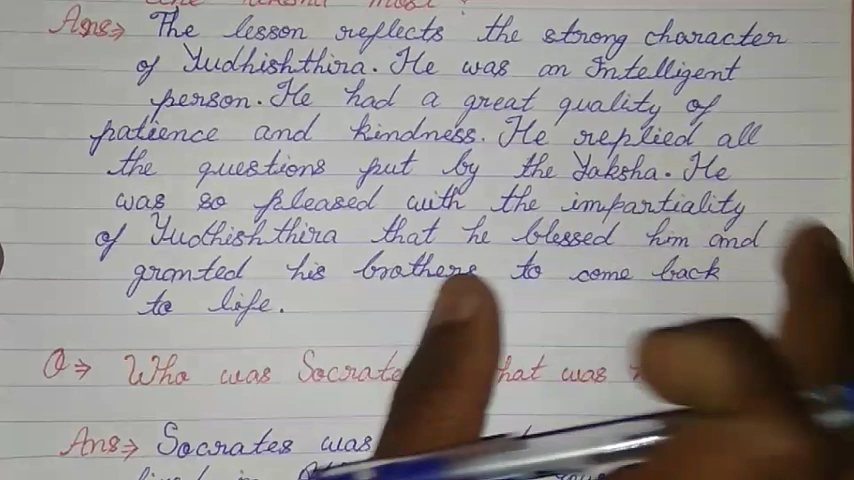 Ans⇒ The lesson reflects the strong character
of Yudhishthira. He was an Intelligent
person. He had a great quality of
patience and kindness. He replied all
the questions put by the Yaksha. He
was so pleased with the impartiality
of Yudhishthira that he blessed him and
granted his brothers to come back
to life.
Q⇒ Who was was
Ans⇒ Socrates was
lived in